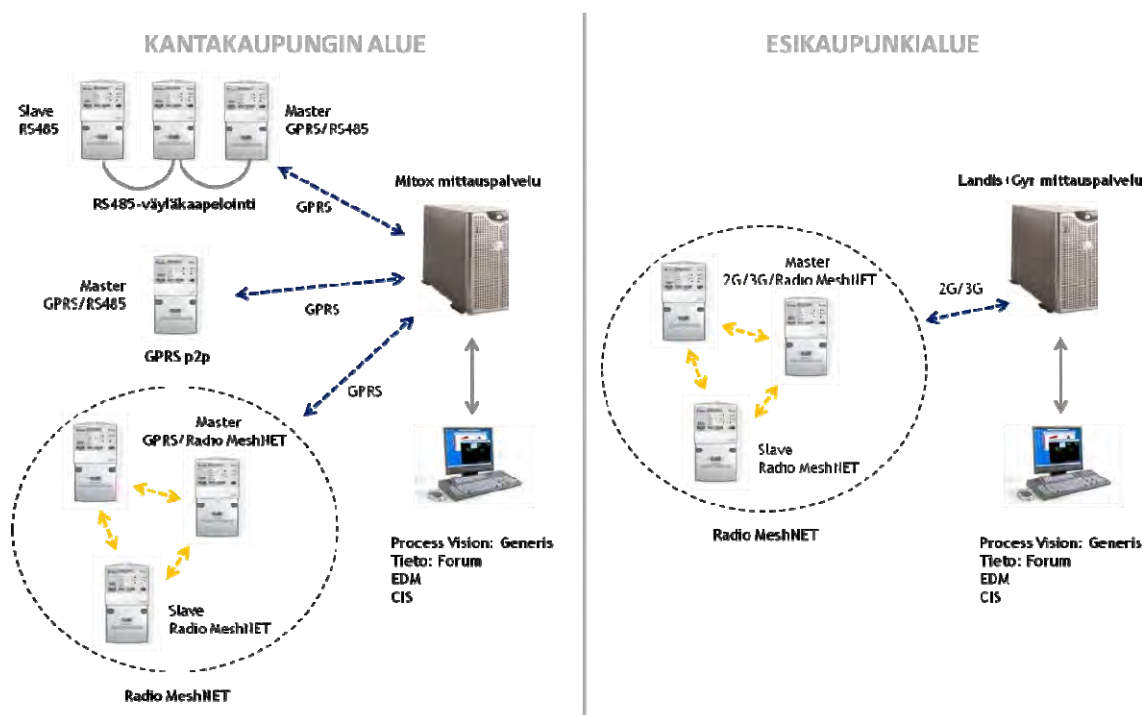 KANTAKAUPUNGIN ALUE
Slave
RS485
Master
GPRS/RS485
RS485-väyläkaapelointi
GPRS
Mitox mittauspalvelu
Master
GPRS/RS485
GPRS
GPRS p2p
GPRS
Master
GPRS/Radio MeshNET
Slave
Radio MeshNET
Radio MeshNET
Process Vision: Generis
Tieto: Forum
EDM
CIS
ESIKAUPUNKIALUE
Landis+Gyr mittauspalvelu
Master
2G/3G/Radio MeshNET
2G/3G
Slave
Radio MeshNET
Radio MeshNET
Process Vision: Generis
Tieto: Forum
EDM
CIS